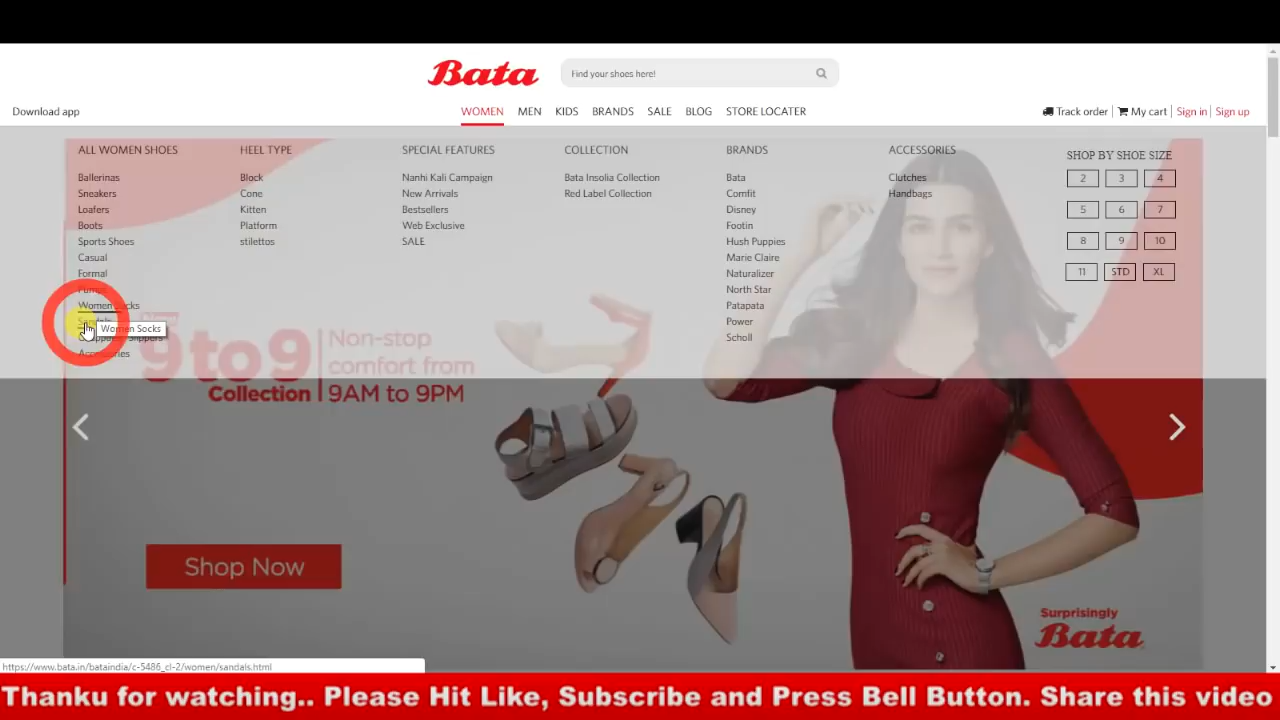 Bata
Find your shoes here!
Download app
WOMEN MEN KIDS BRANDS SALE BLOG STORE LOCATER
Track order | My cart | Sign in | Sign up
ALL WOMEN SHOES
Ballerinas
Sneakers
Loafers
Boots
Sports Shoes
Casual
Formal
Women Socks
Women Socks
Accessories
HEEL TYPE
Block
Cone
Kitten
Platform
stilettos
SPECIAL FEATURES
Nanhi Kali Campaign
New Arrivals
Bestsellers
Web Exclusive
SALE
COLLECTION
Bata Insolia Collection
Red Label Collection
BRANDS
Bata
Comfit
Disney
Footin
Hush Puppies
Marie Claire
Naturalizer
North Star
Patapata
Power
Scholl
ACCESSORIES
Clutches
Handbags
SHOP BY SHOE SIZE
2 3 4
5 6 7
8 9 10
11 STD XL
9to9
Collection
Non-stop
comfort from
9AM to 9PM
Shop Now
Surprisingly
Bata
https://www.bata.in/bataindia/c-5486_cl-2/women/sandals.html
Thanku for watching.. Please Hit Like, Subscribe and Press Bell Button. Share this video